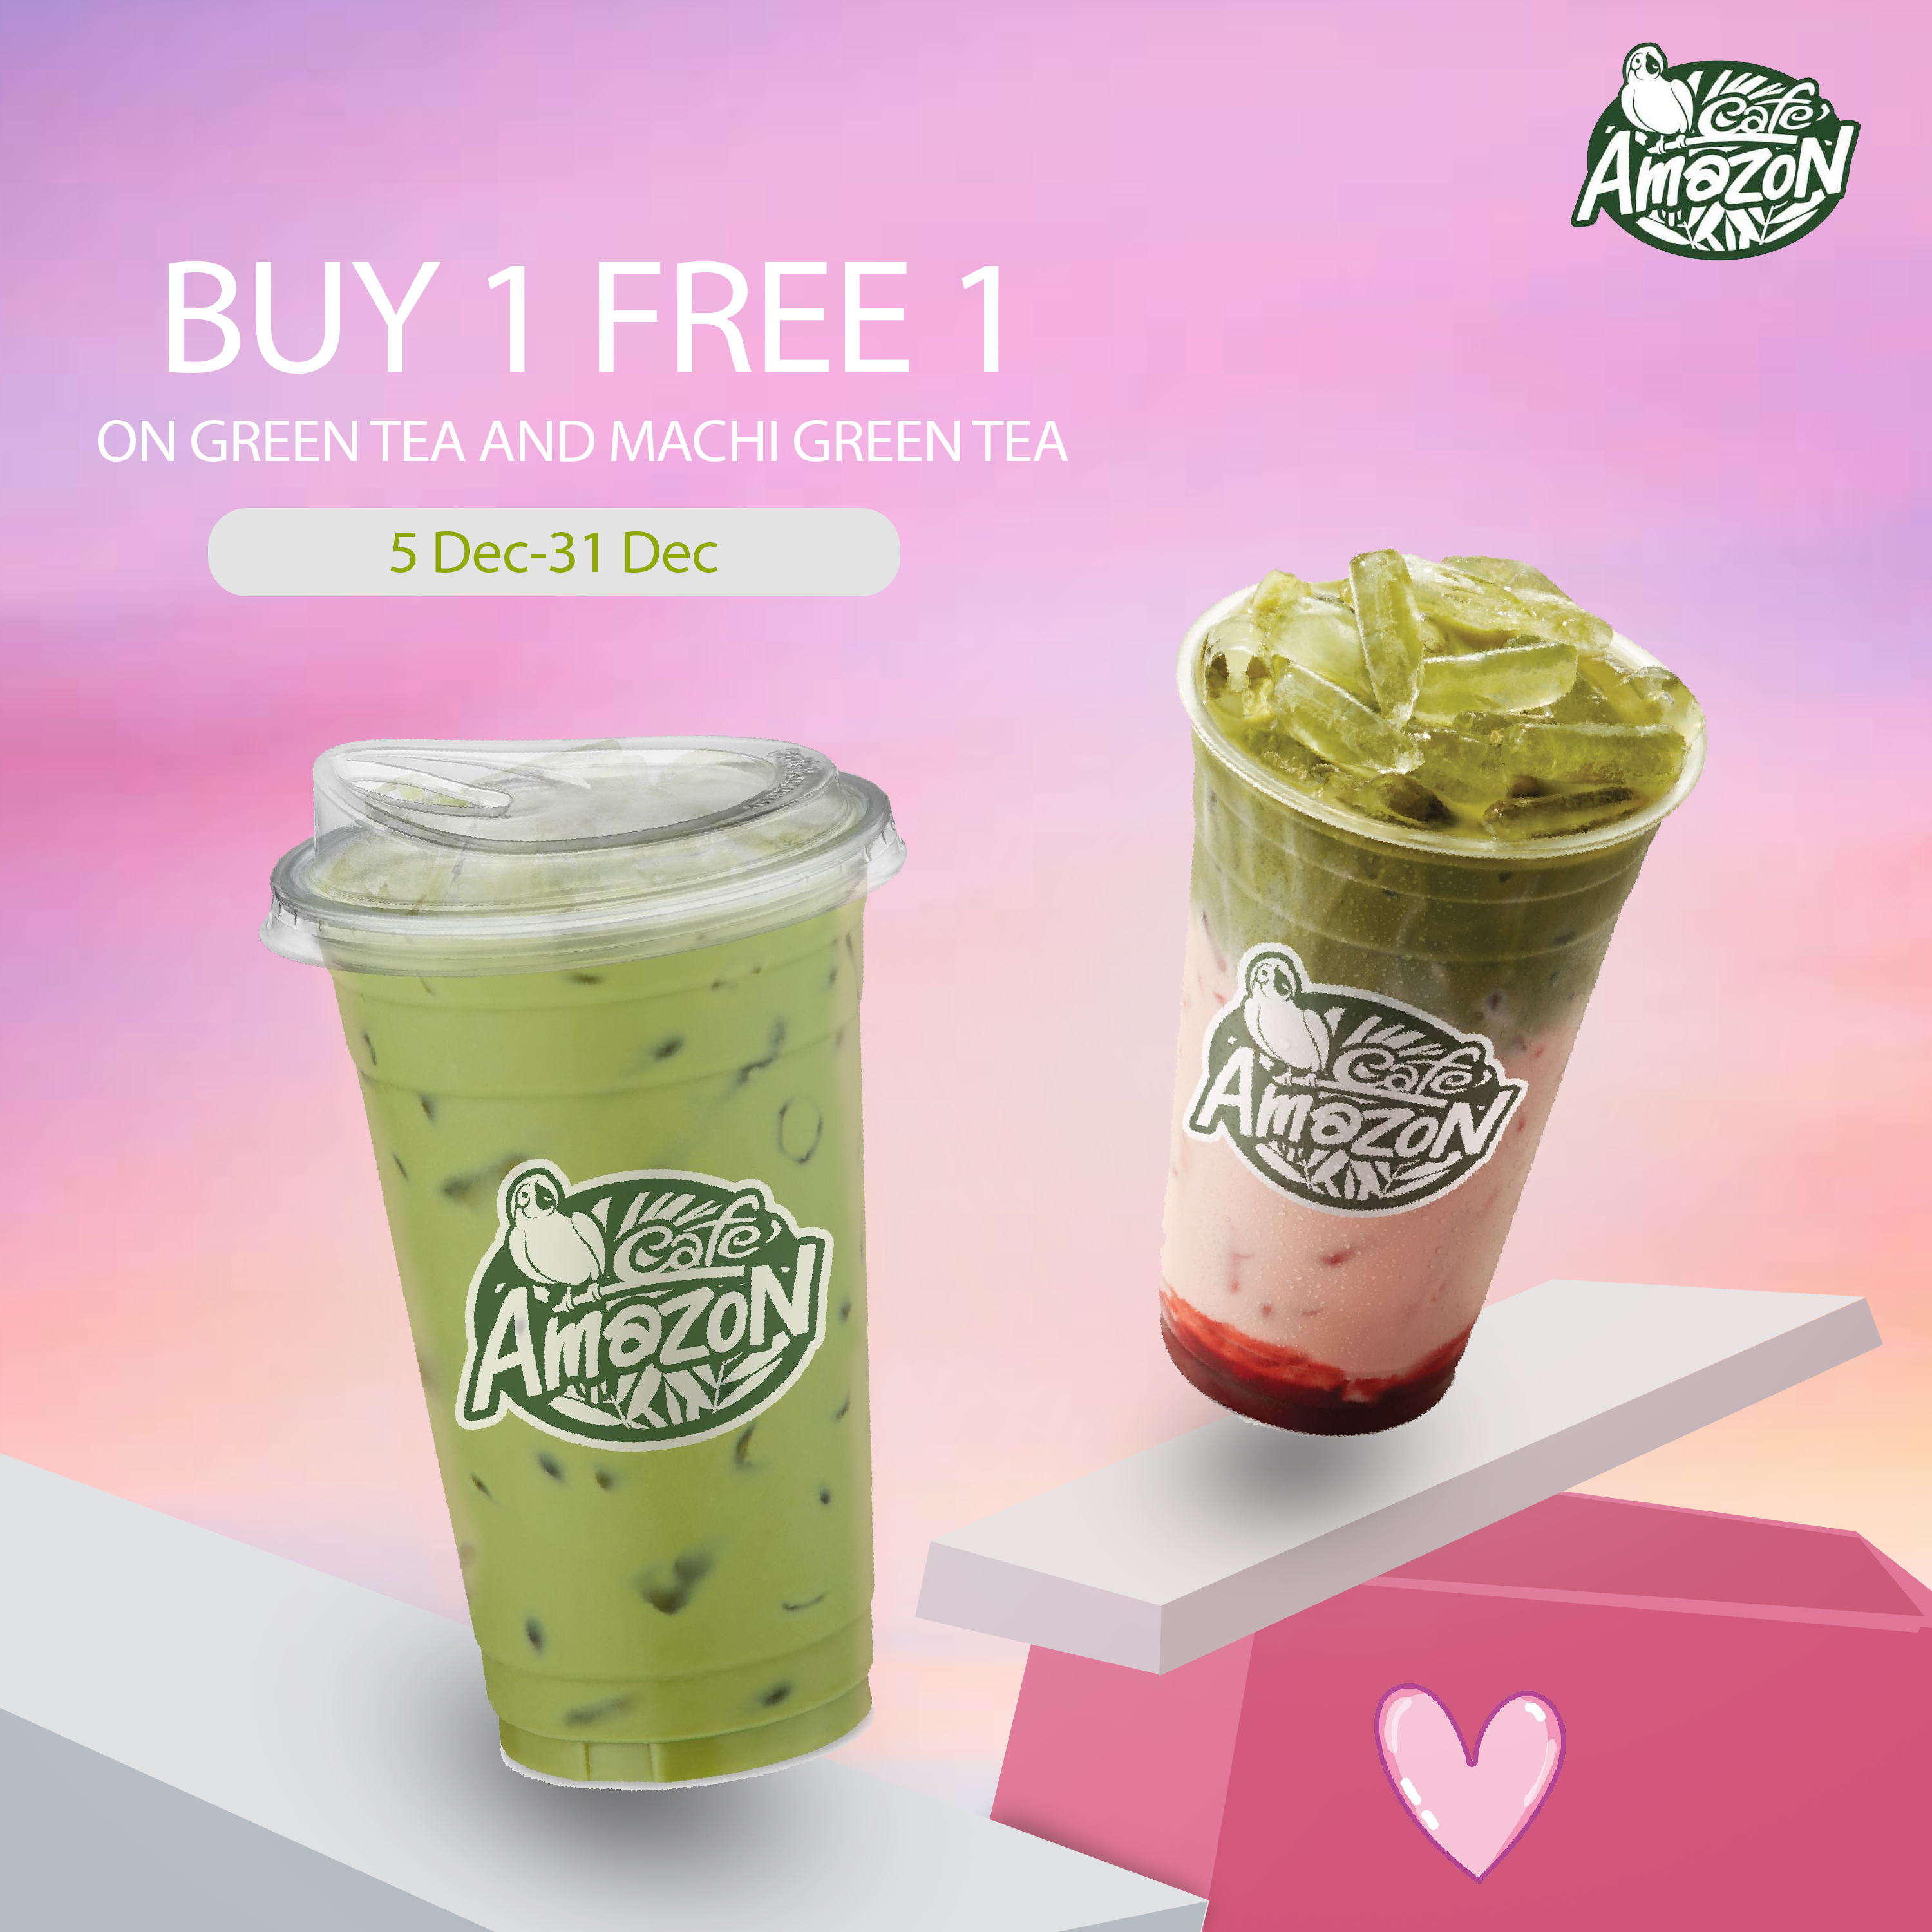 Café
Amazon
BUY 1 FREE 1
ON GREEN TEA AND MACHI GREEN TEA
5 Dec-31 Dec
Café
Amazon
Café
Amazon